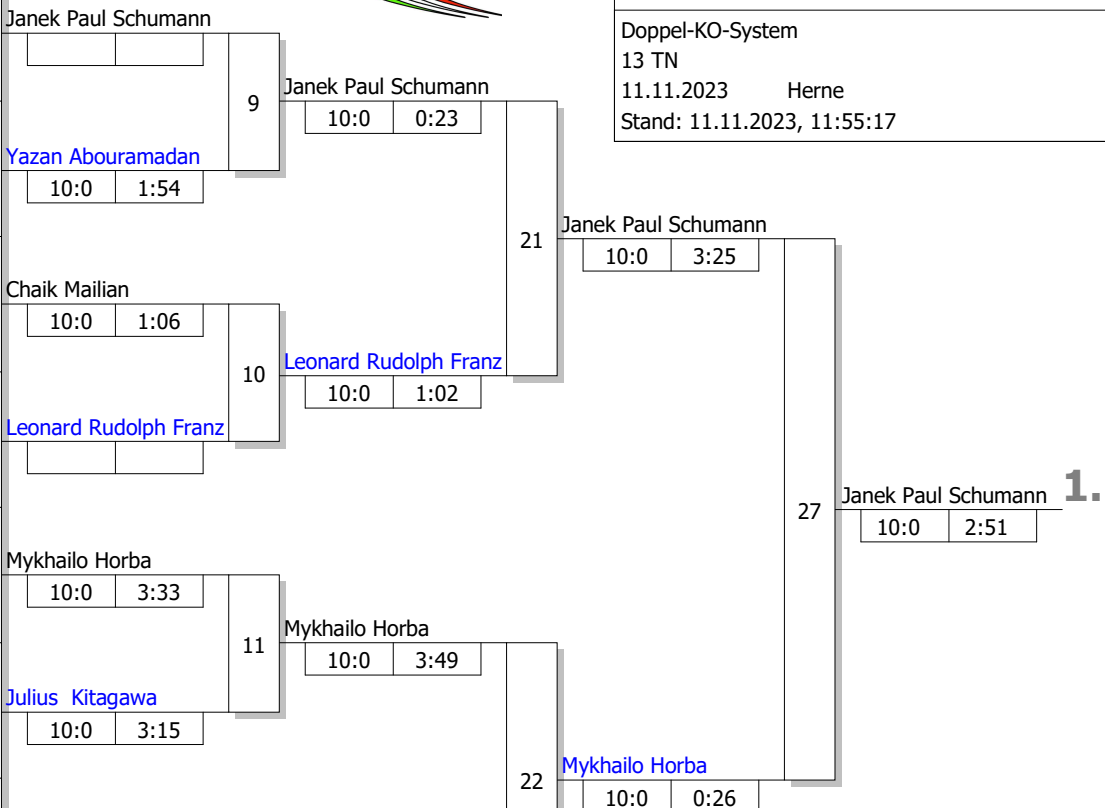 Janek Paul Schumann
Doppel-KO-System
13 TN
11.11.2023 Herne
Stand: 11.11.2023, 11:55:17
9
Janek Paul Schumann
10:0 0:23
Yazan Abouramadan
10:0 1:54
21
Janek Paul Schumann
10:0 3:25
Chaik Mailian
10:0 1:06
10
Leonard Rudolph Franz
10:0 1:02
Leonard Rudolph Franz
27
Janek Paul Schumann 1.
10:0 2:51
Mykhailo Horba
10:0 3:33
11
Mykhailo Horba
10:0 3:49
Julius Kitagawa
10:0 3:15
22
Mykhailo Horba
10:0 0:26